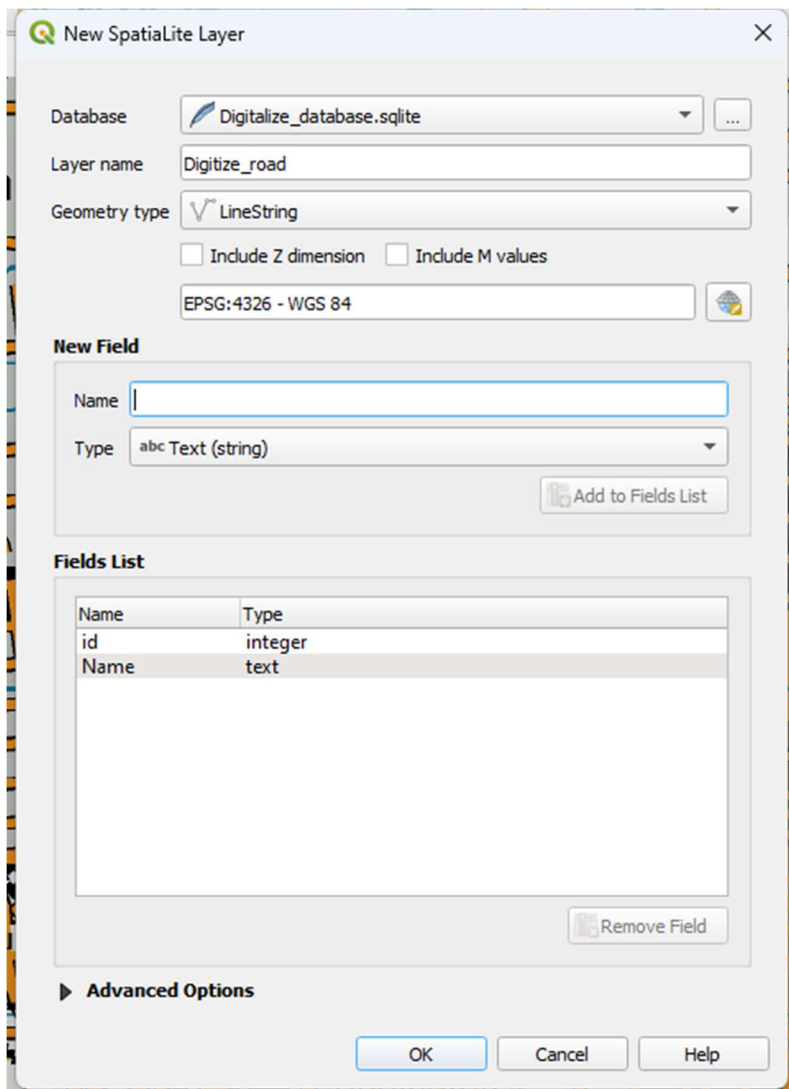 New SpatiaLite Layer
Database Digitalize_database.sqlite ...
Layer name Digitize_road
Geometry type LineString
Include Z dimension Include M values
EPSG:4326 - WGS 84
New Field
Name
Type abc Text (string)
Add to Fields List
Fields List
Name Type
id integer
Name text
Remove Field
Advanced Options
OK Cancel Help